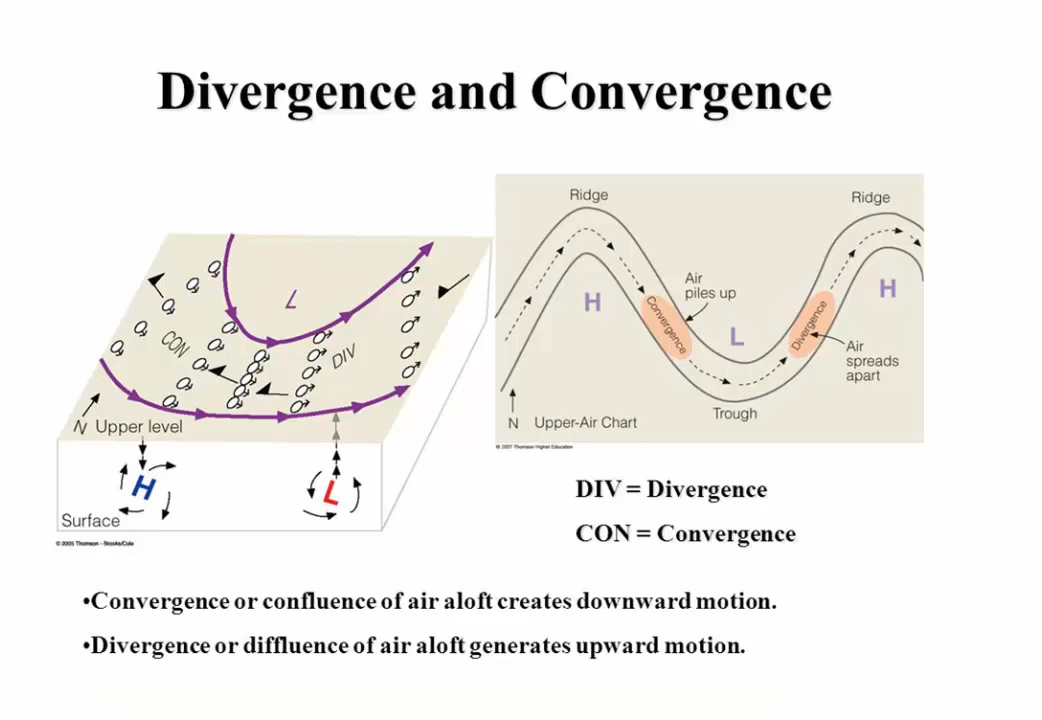 Divergence and Convergence
L
CON
DIV
N Upper level
H
L
Surface
© 2005 Thomson - Brooks/Cole
Ridge
Ridge
Air
piles up
H
H
Convergence
L
Divergence
Air
spreads
apart
Trough
N Upper-Air Chart
© 2007 Thomson Higher Education
DIV = Divergence
CON = Convergence
•Convergence or confluence of air aloft creates downward motion.
•Divergence or diffluence of air aloft generates upward motion.